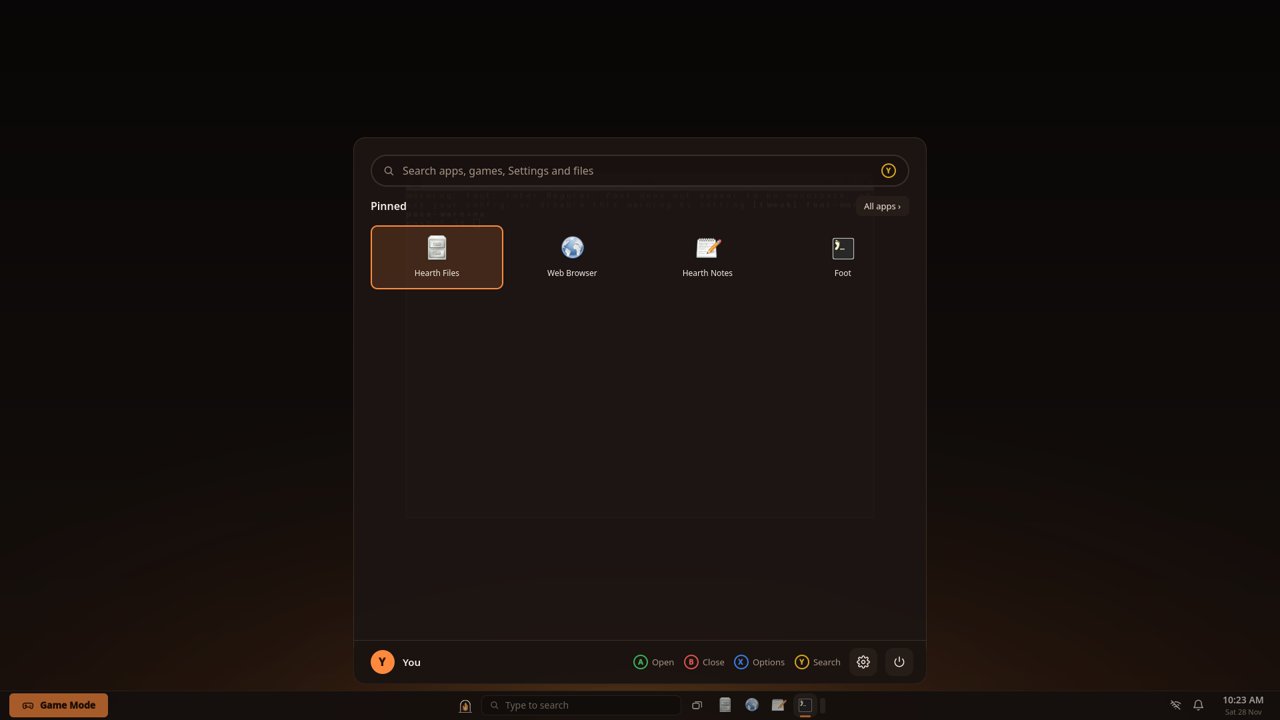 Search apps, games, Settings and files Y
Pinned
All apps ›
Hearth Files
Web Browser
Hearth Notes
Foot
Y You
A Open B Close X Options Y Search
Game Mode
Type to search
10:23 AM
Sat 28 Nov